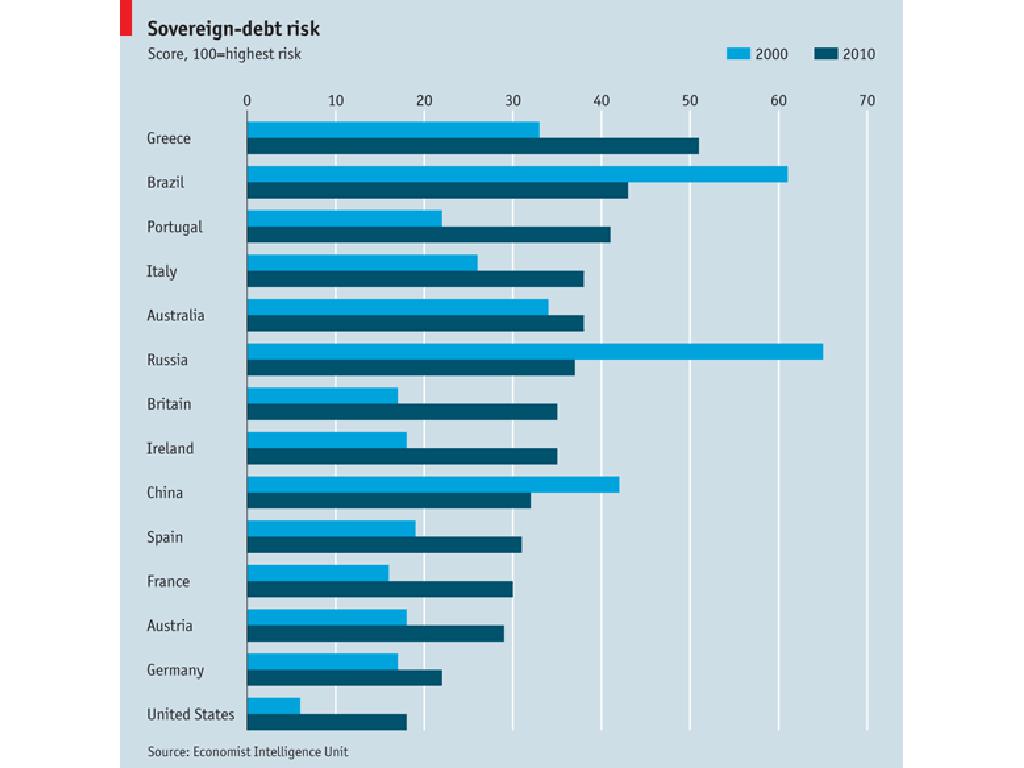 Sovereign-debt risk
Score, 100=highest risk
2000 2010
0 10 20 30 40 50 60 70
Greece
Brazil
Portugal
Italy
Australia
Russia
Britain
Ireland
China
Spain
France
Austria
Germany
United States
Source: Economist Intelligence Unit